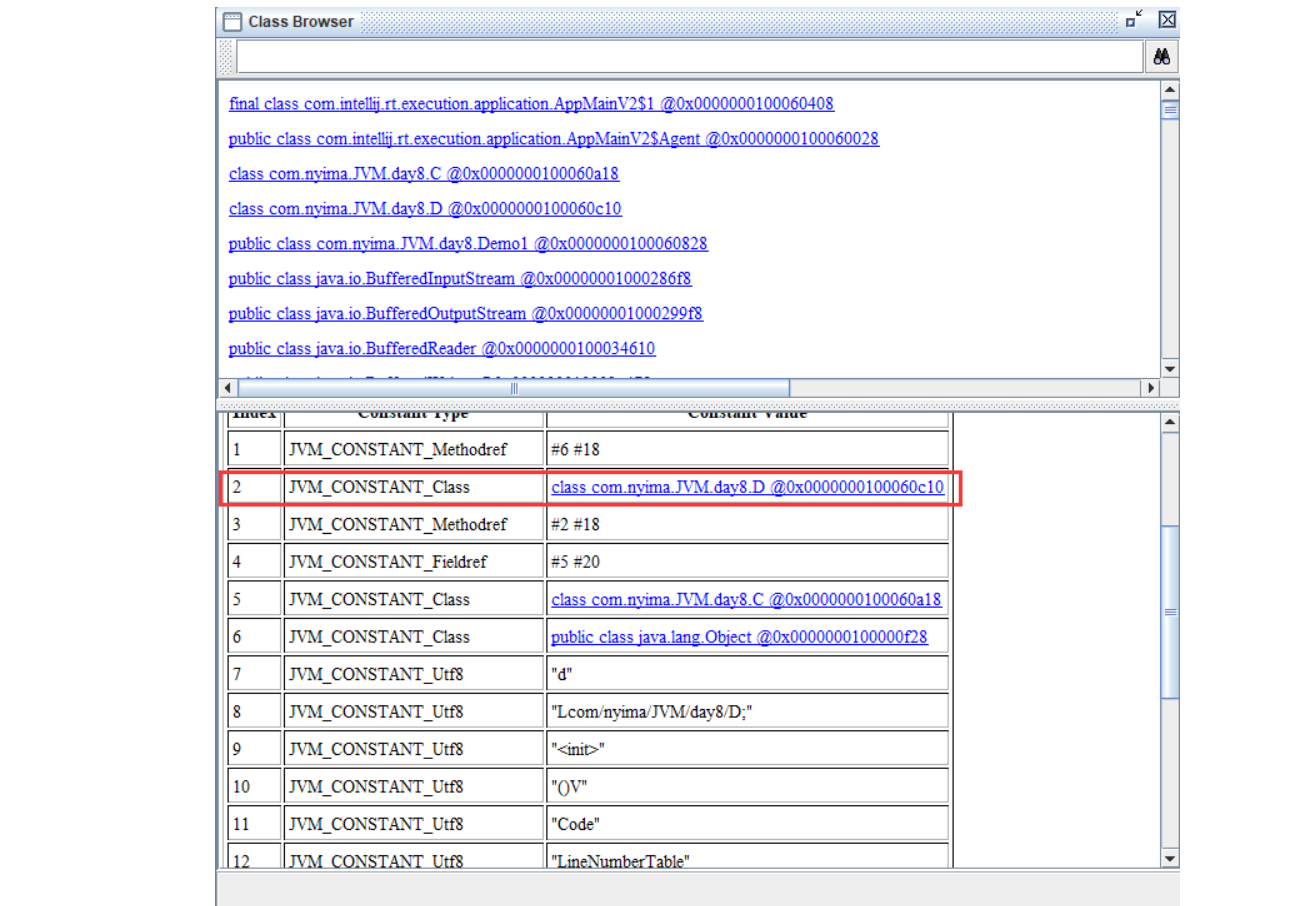 Class Browser
final class com.intellij.rt.execution.application.AppMainV2$1 @0x0000000100060408
public class com.intellij.rt.execution.application.AppMainV2$Agent @0x0000000100060028
class com.nyima.JVM.day8.C @0x0000000100060a18
class com.nyima.JVM.day8.D @0x0000000100060c10
public class com.nyima.JVM.day8.Demo1 @0x0000000100060828
public class java.io.BufferedInputStream @0x00000001000286f8
public class java.io.BufferedOutputStream @0x00000001000299f8
public class java.io.BufferedReader @0x0000000100034610
Index Constant Type Constant Value
1 JVM_CONSTANT_Methodref #6 #18
2 JVM_CONSTANT_Class class com.nyima.JVM.day8.D @0x0000000100060c10
3 JVM_CONSTANT_Methodref #2 #18
4 JVM_CONSTANT_Fieldref #5 #20
5 JVM_CONSTANT_Class class com.nyima.JVM.day8.C @0x0000000100060a18
6 JVM_CONSTANT_Class public class java.lang.Object @0x0000000100000f28
7 JVM_CONSTANT_Utf8 "d"
8 JVM_CONSTANT_Utf8 "Lcom/nyima/JVM/day8/D;"
9 JVM_CONSTANT_Utf8 "<init>"
10 JVM_CONSTANT_Utf8 "()V"
11 JVM_CONSTANT_Utf8 "Code"
12 JVM_CONSTANT_Utf8 "LineNumberTable"